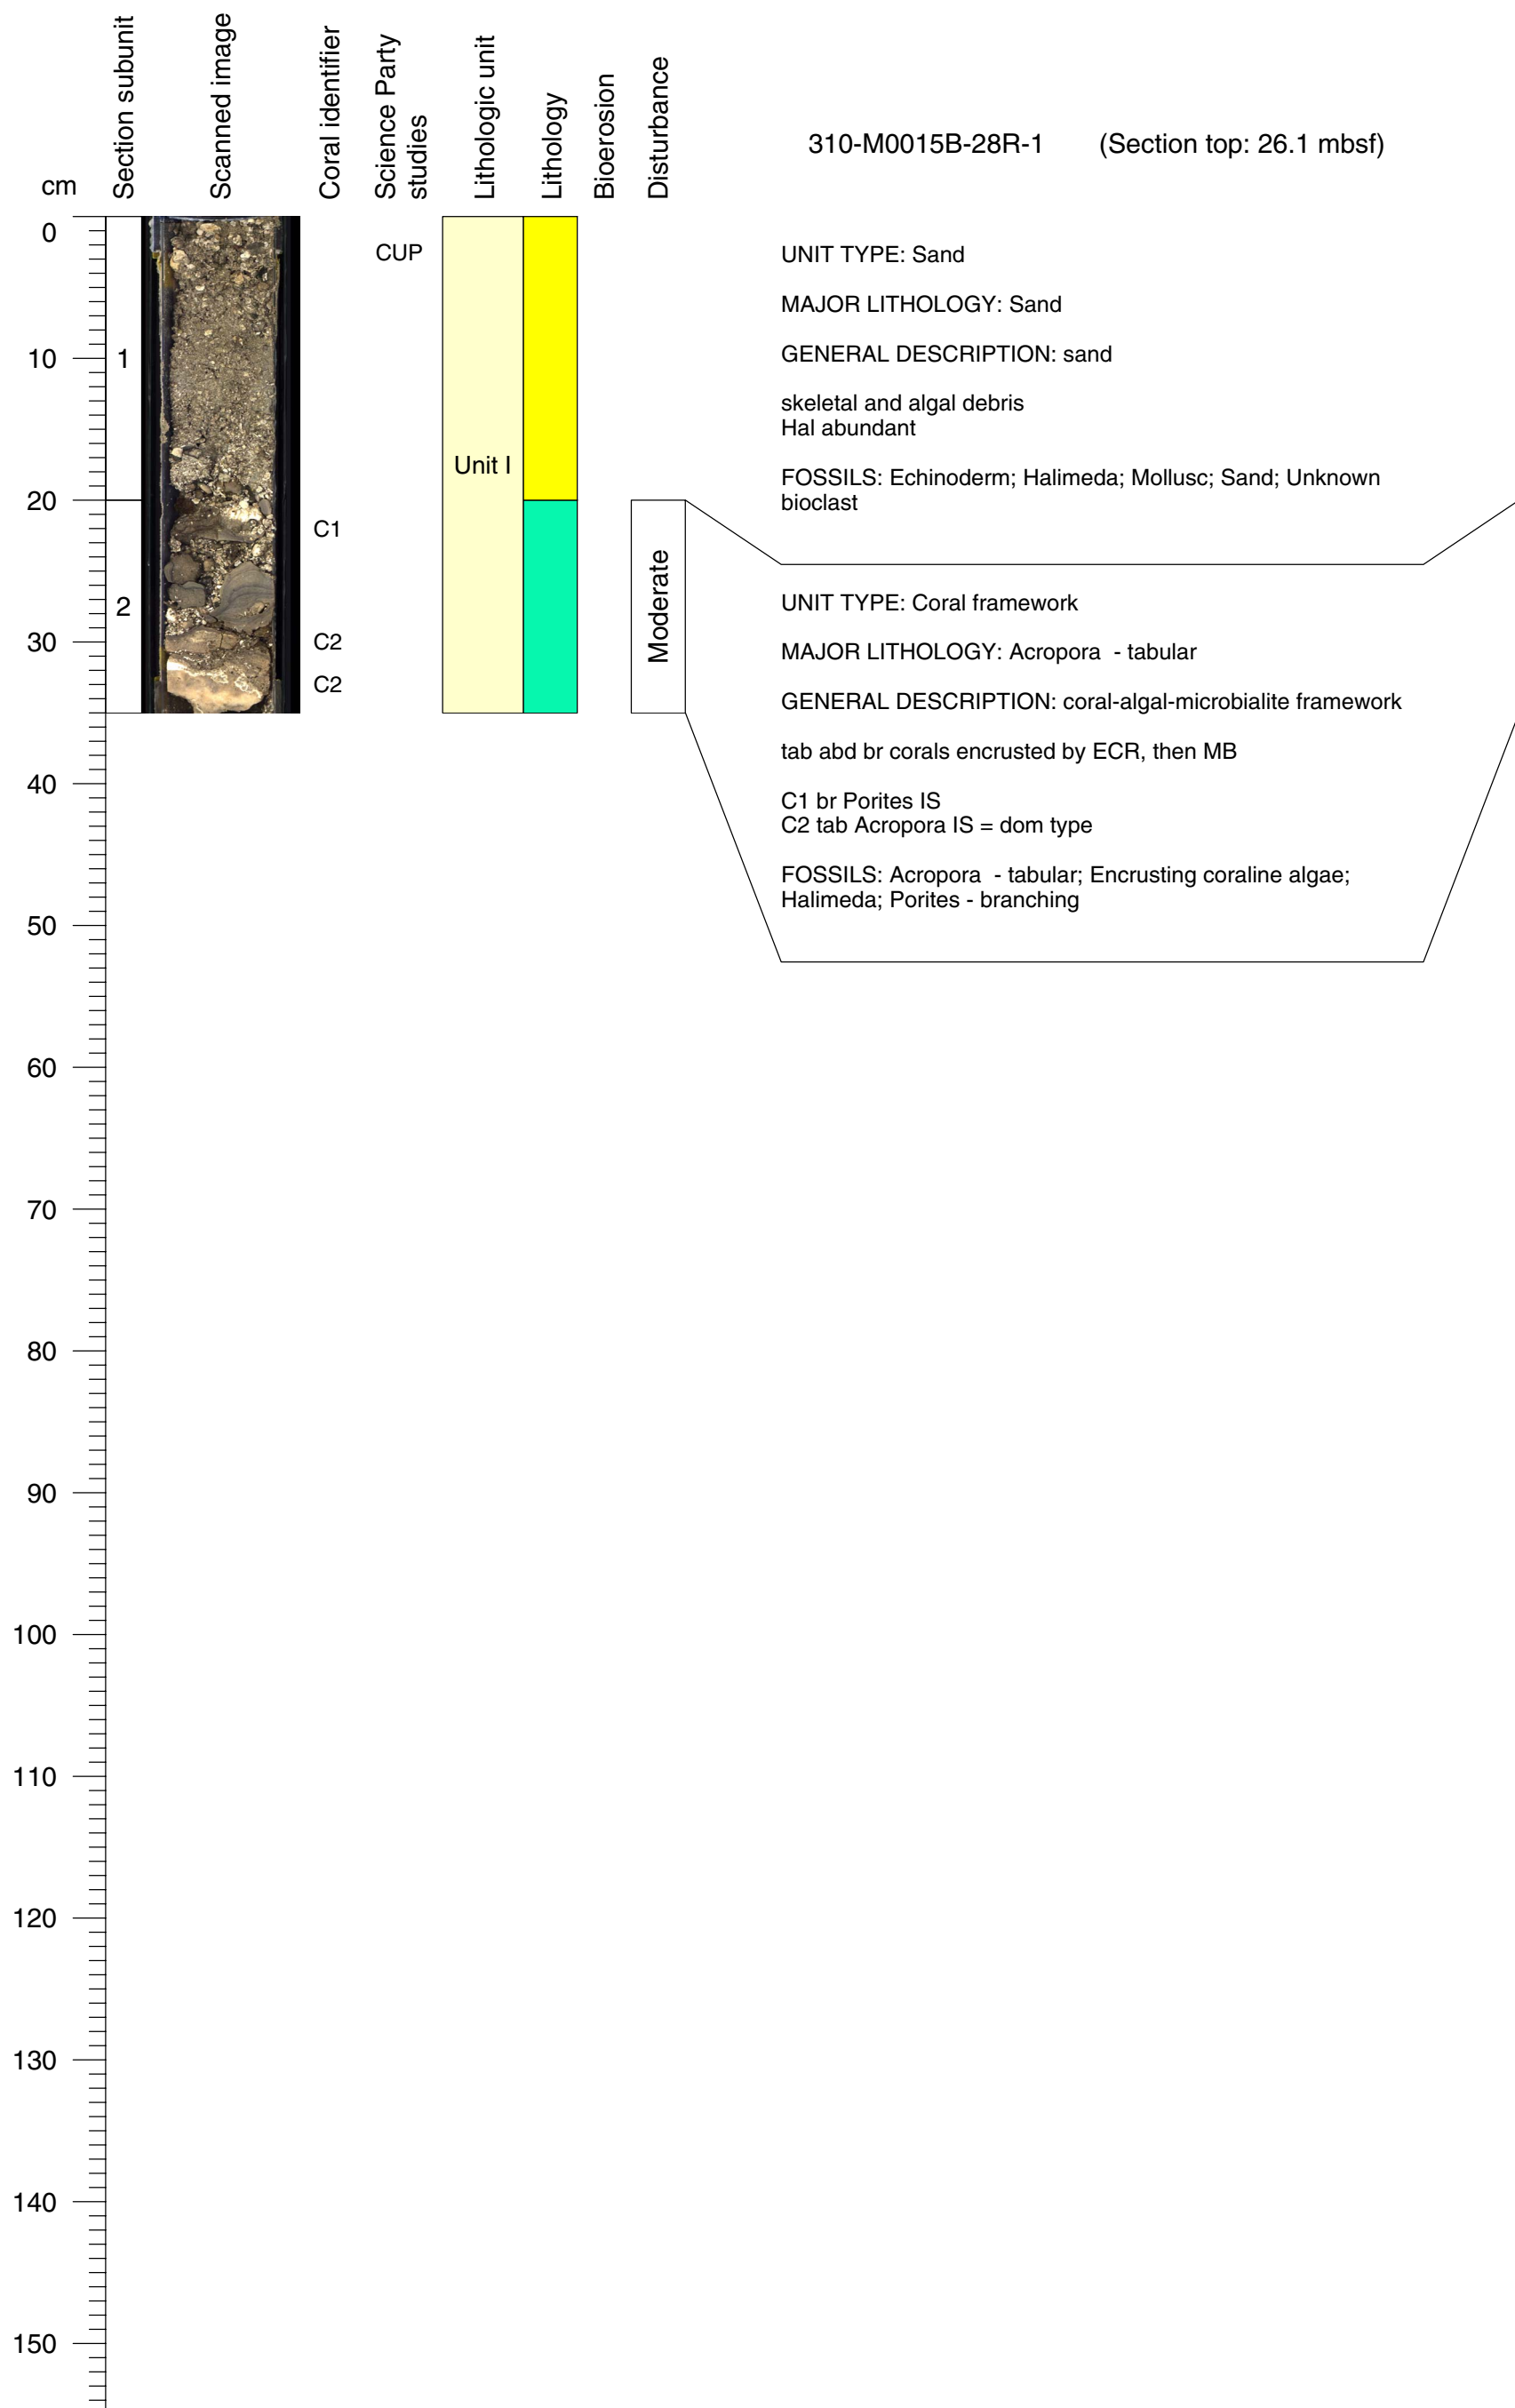 Section subunit
Scanned image
Coral identifier
Science Party
studies
Lithologic unit
Lithology
Bioerosion
Disturbance
310-M0015B-28R-1 (Section top: 26.1 mbsf)
cm
0
10
20
30
40
50
60
70
80
90
100
110
120
130
140
150
1
2
C1
C2
C2
CUP
Unit I
Moderate
UNIT TYPE: Sand
MAJOR LITHOLOGY: Sand
GENERAL DESCRIPTION: sand
skeletal and algal debris
Hal abundant
FOSSILS: Echinoderm; Halimeda; Mollusc; Sand; Unknown
bioclast
UNIT TYPE: Coral framework
MAJOR LITHOLOGY: Acropora - tabular
GENERAL DESCRIPTION: coral-algal-microbialite framework
tab abd br corals encrusted by ECR, then MB
C1 br Porites IS
C2 tab Acropora IS = dom type
FOSSILS: Acropora - tabular; Encrusting coraline algae;
Halimeda; Porites - branching